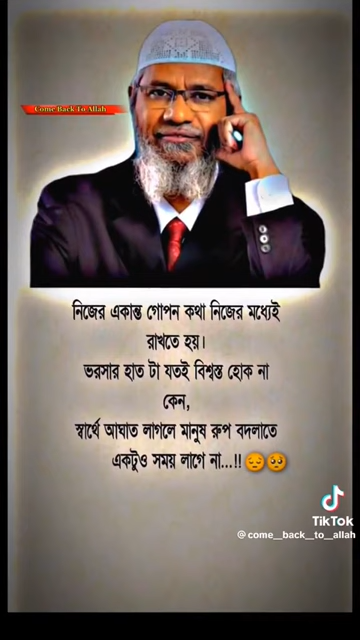 Come Back To Allah
নিজের একান্ত গোপন কথা নিজের মধ্যেই
রাখতে হয়।
ভরসার হাত টা যতই বিশ্বস্ত হোক না
কেন,
স্বার্থে আঘাত লাগলে মানুষ রুপ বদলাতে
একটুও সময় লাগে না...!! 😔🥺
TikTok
@come__back__to__allah